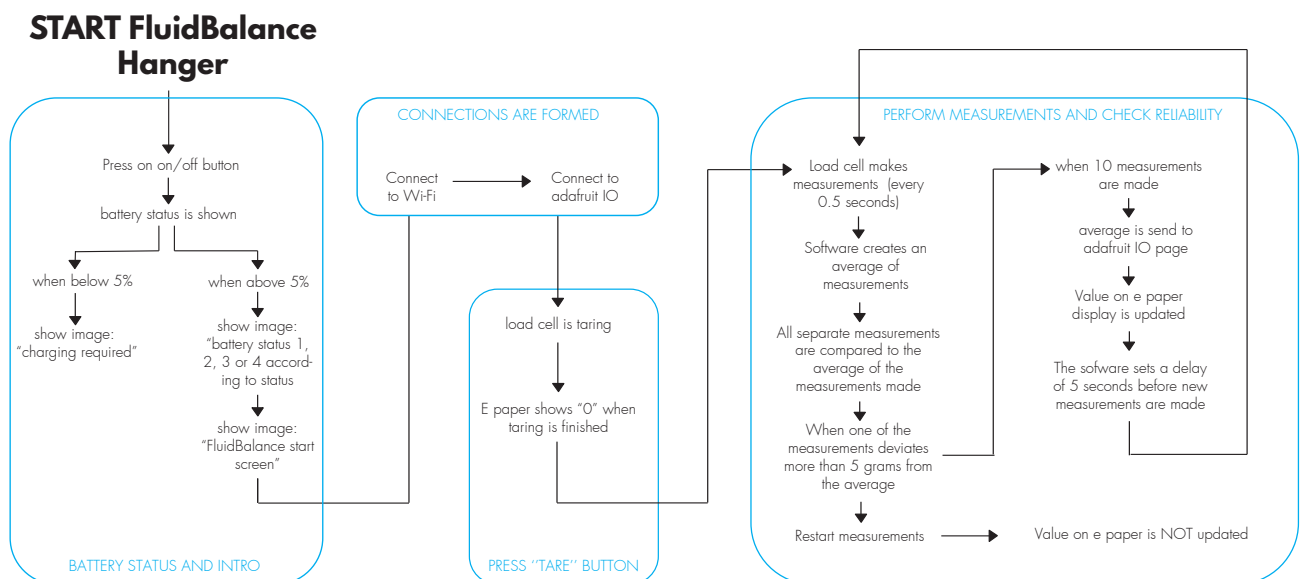 START FluidBalance
Hanger
Press on on/off button
battery status is shown
when below 5%
show image:
“charging required”
when above 5%
show image:
“battery status 1,
2, 3 or 4 accord-
ing to status
show image:
“FluidBalance start
screen”
BATTERY STATUS AND INTRO
CONNECTIONS ARE FORMED
Connect
to Wi-Fi
Connect to
adafruit IO
load cell is taring
E paper shows “0” when
taring is finished
PRESS “TARE” BUTTON
PERFORM MEASUREMENTS AND CHECK RELIABILITY
Load cell makes
measurements (every
0.5 seconds)
Software creates an
average of
measurements
All separate measurements
are compared to the
average of the
measurements made
When one of the
measurements deviates
more than 5 grams from
the average
Restart measurements
Value on e paper is NOT updated
when 10 measurements
are made
average is send to
adafruit IO page
Value on e paper
display is updated
The sofware sets a delay
of 5 seconds before new
measurements are made